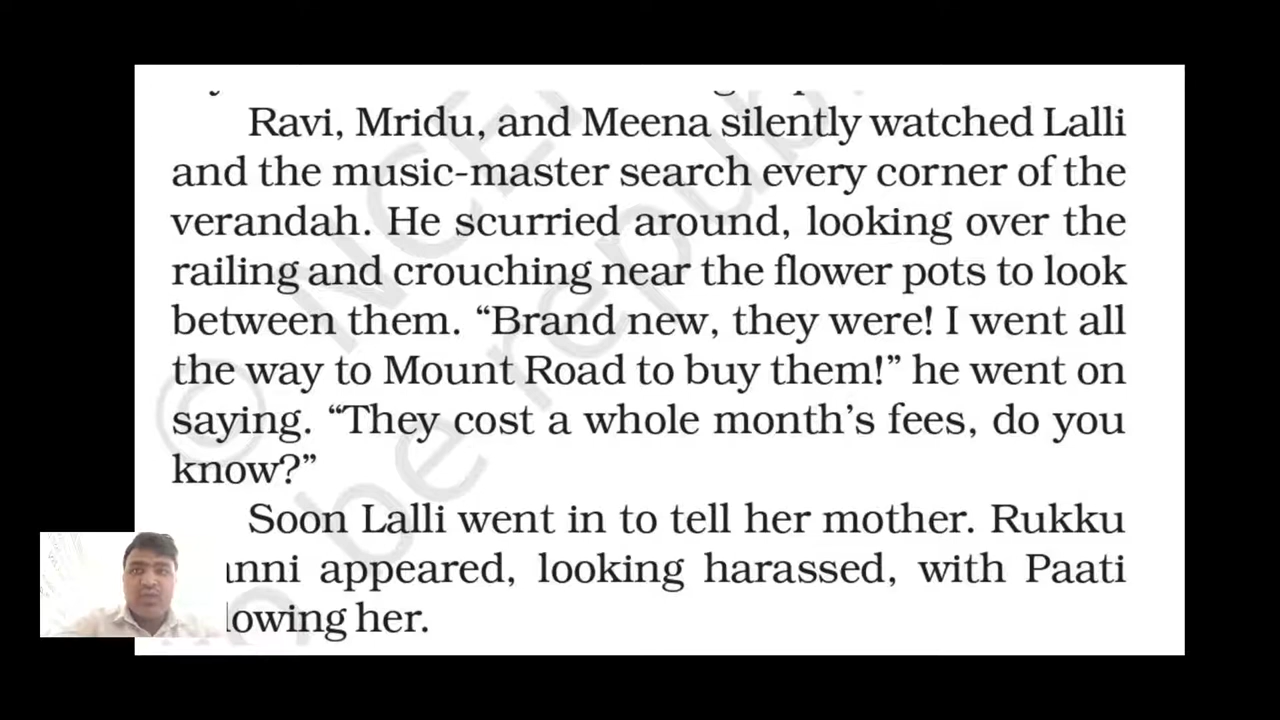 Ravi, Mridu, and Meena silently watched Lalli
and the music-master search every corner of the
verandah. He scurried around, looking over the
railing and crouching near the flower pots to look
between them. “Brand new, they were! I went all
the way to Mount Road to buy them!” he went on
saying. “They cost a whole month’s fees, do you
know?”
Soon Lalli went in to tell her mother. Rukku
appeared, looking harassed, with Paati
her.